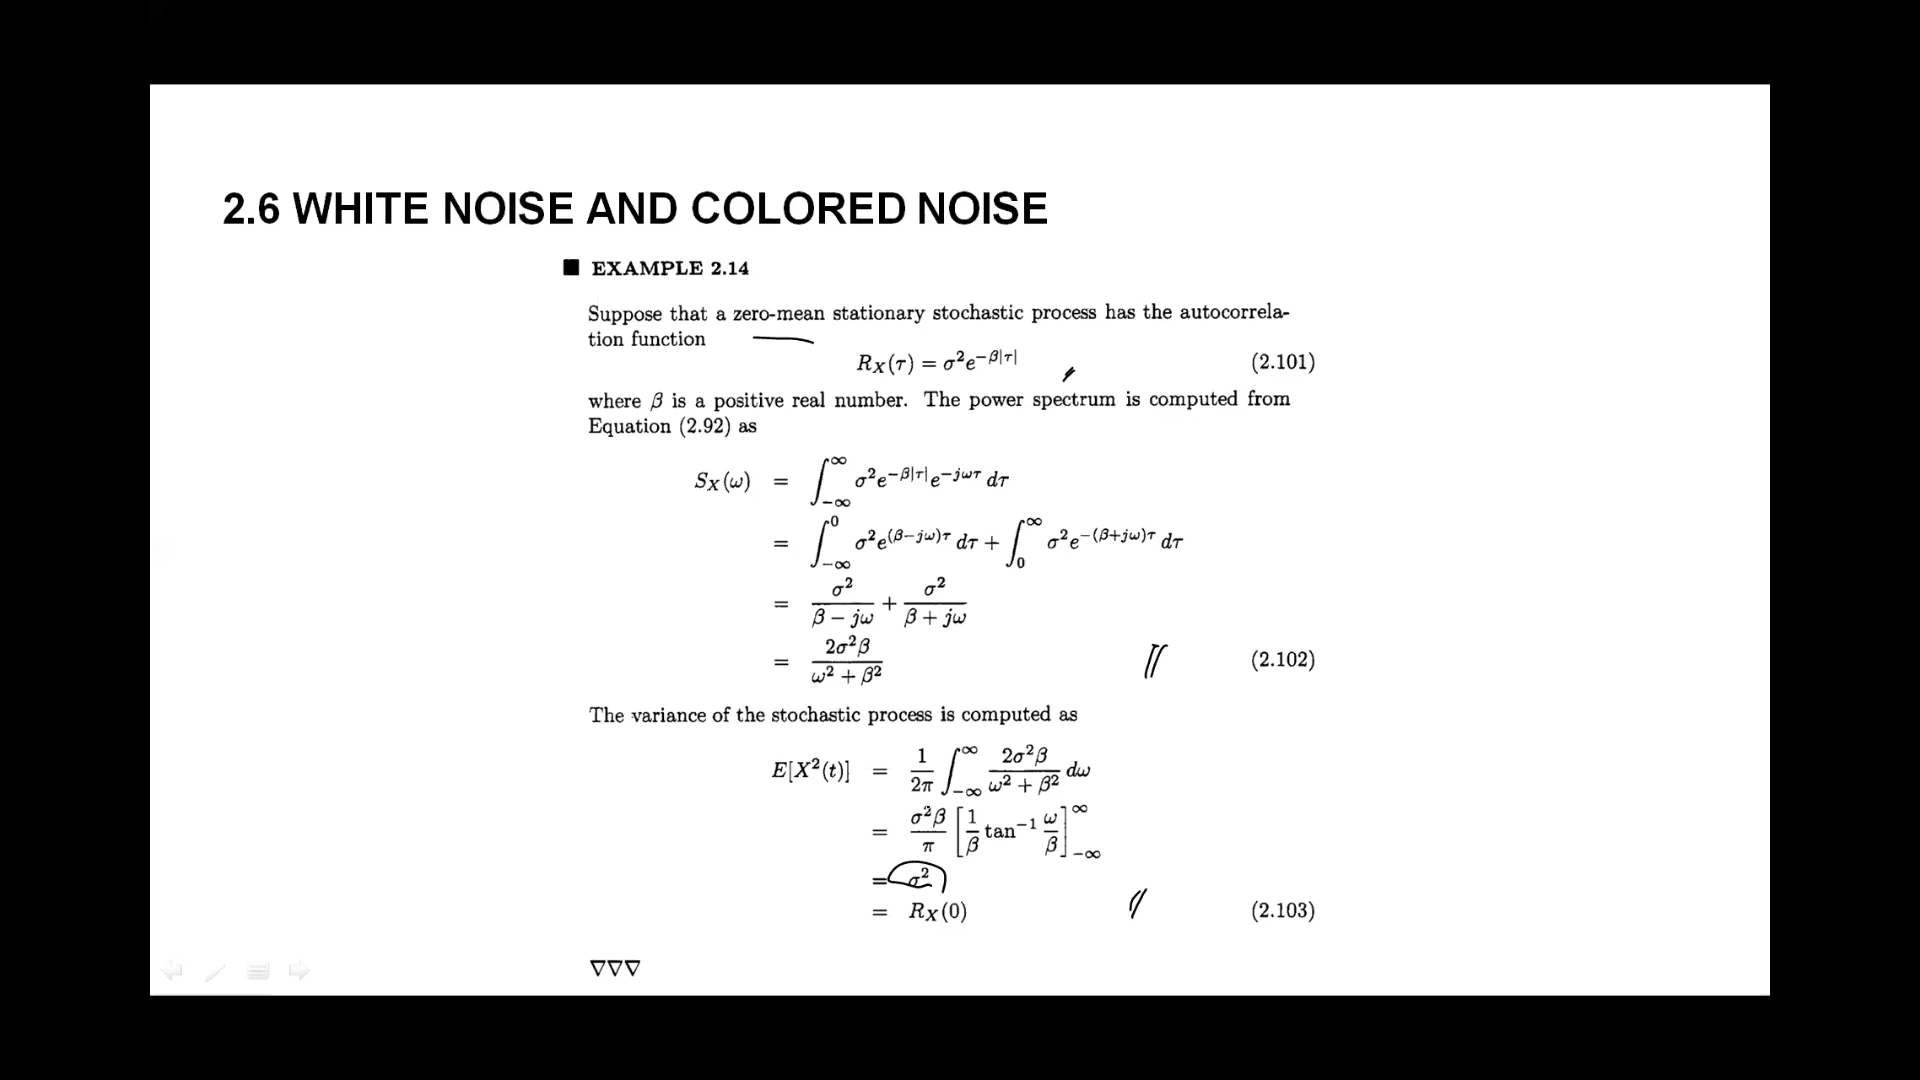 2.6 WHITE NOISE AND COLORED NOISE
■ EXAMPLE 2.14
Suppose that a zero-mean stationary stochastic process has the autocorrela-
tion function
R_X(τ) = σ²e^{−β|τ|} (2.101)
where β is a positive real number. The power spectrum is computed from
Equation (2.92) as
S_X(ω) = ∫_{−∞}^{∞} σ²e^{−β|τ|}e^{−jωτ} dτ
= ∫_{−∞}^{0} σ²e^{(β−jω)τ} dτ + ∫_{0}^{∞} σ²e^{−(β+jω)τ} dτ
= σ²/(β − jω) + σ²/(β + jω)
= 2σ²β/(ω² + β²) (2.102)
The variance of the stochastic process is computed as
E[X²(t)] = 1/(2π) ∫_{−∞}^{∞} 2σ²β/(ω² + β²) dω
= σ²β/π [1/β tan⁻¹ ω/β]_{−∞}^{∞}
= σ²
= R_X(0) (2.103)
∇∇∇